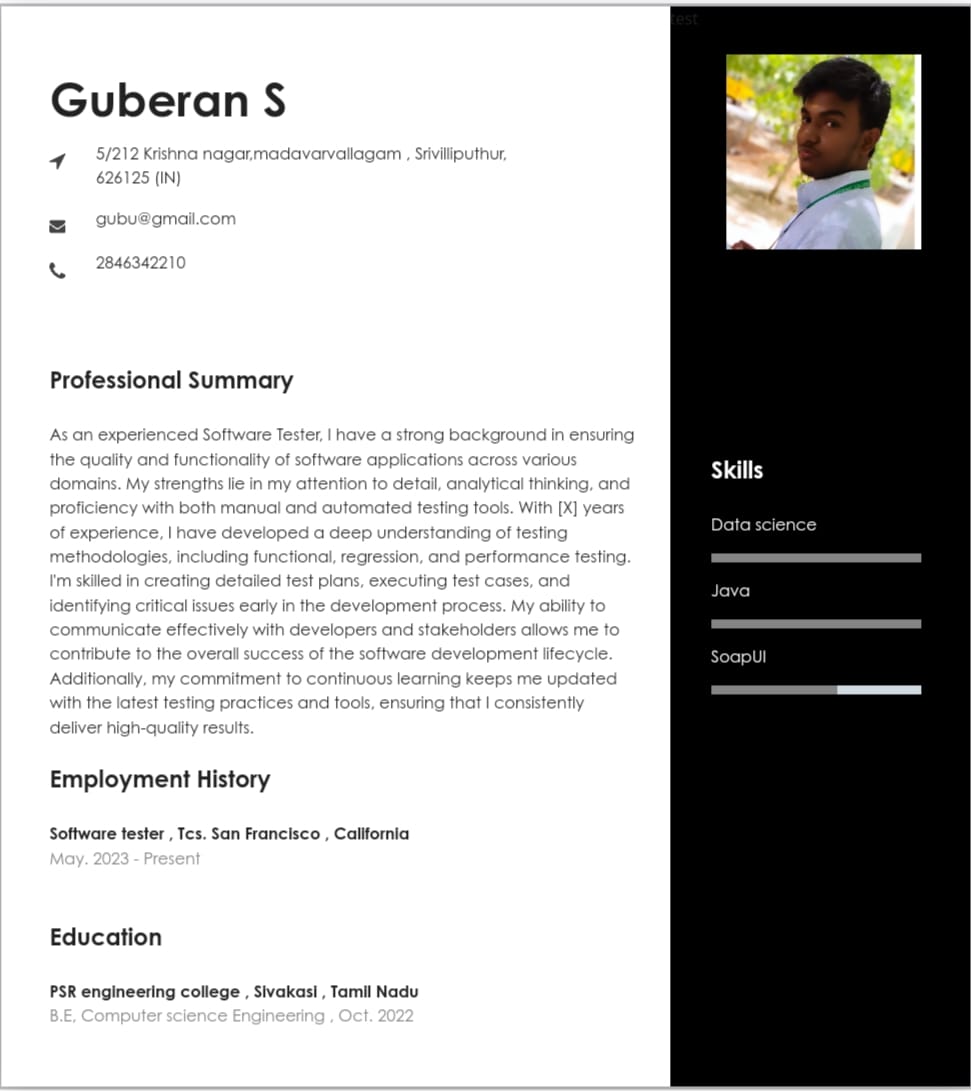 test
Guberan S
5/212 Krishna nagar,madavarvallagam , Srivilliputhur,
626125 (IN)
gubu@gmail.com
2846342210
Professional Summary
As an experienced Software Tester, I have a strong background in ensuring
the quality and functionality of software applications across various
domains. My strengths lie in my attention to detail, analytical thinking, and
proficiency with both manual and automated testing tools. With [X] years
of experience, I have developed a deep understanding of testing
methodologies, including functional, regression, and performance testing.
I'm skilled in creating detailed test plans, executing test cases, and
identifying critical issues early in the development process. My ability to
communicate effectively with developers and stakeholders allows me to
contribute to the overall success of the software development lifecycle.
Additionally, my commitment to continuous learning keeps me updated
with the latest testing practices and tools, ensuring that I consistently
deliver high-quality results.
Employment History
Software tester , Tcs. San Francisco , California
May. 2023 - Present
Education
PSR engineering college , Sivakasi , Tamil Nadu
B.E, Computer science Engineering , Oct. 2022
Skills
Data science
Java
SoapUI